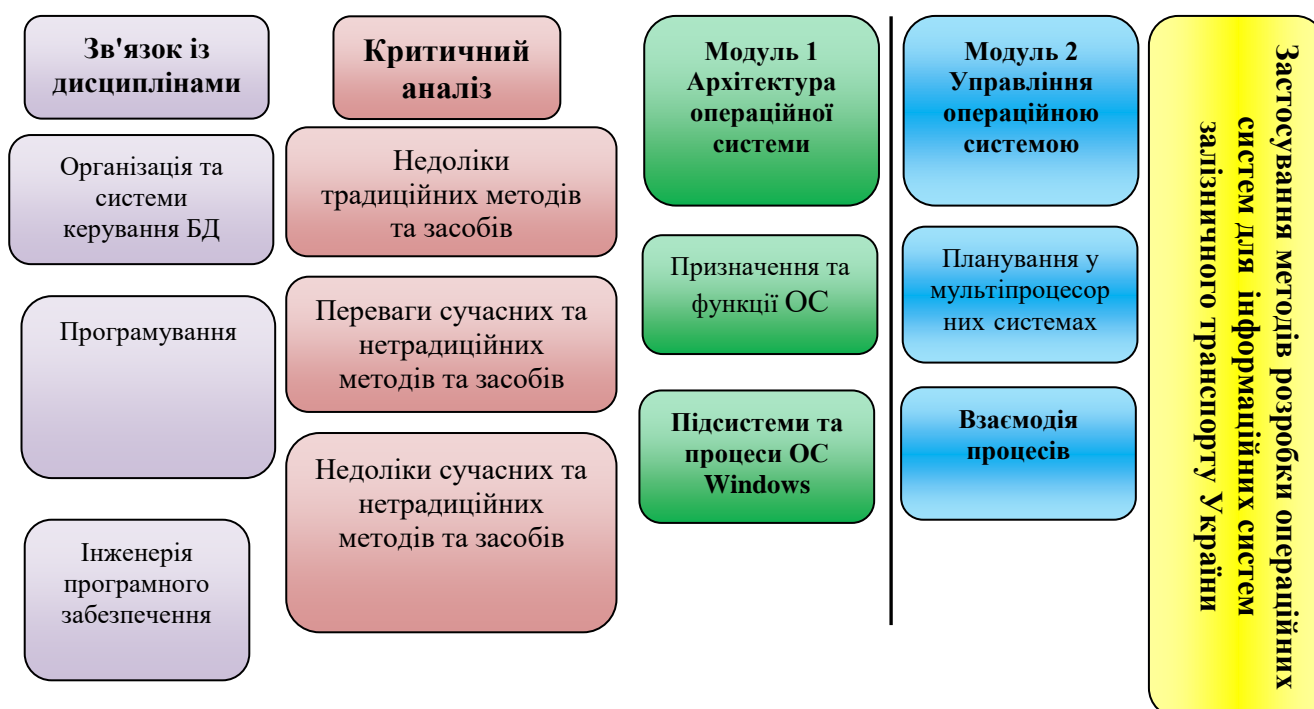 Зв'язок із
дисциплінами
Організація та
системи
керування БД
Програмування
Інженерія
програмного
забезпечення
Критичний
аналіз
Недоліки
традиційних методів
та засобів
Переваги сучасних та
нетрадиційних
методів та засобів
Недоліки сучасних та
нетрадиційних
методів та засобів
Модуль 1
Архітектура
операційної
системи
Призначення та
функції ОС
Підсистеми та
процеси ОС
Windows
Модуль 2
Управління
операційною
системою
Планування у
мультіпроцесор
них системах
Взаємодія
процесів
Застосування методів розробки операційних
систем для інформаційних систем
залізничного транспорту України